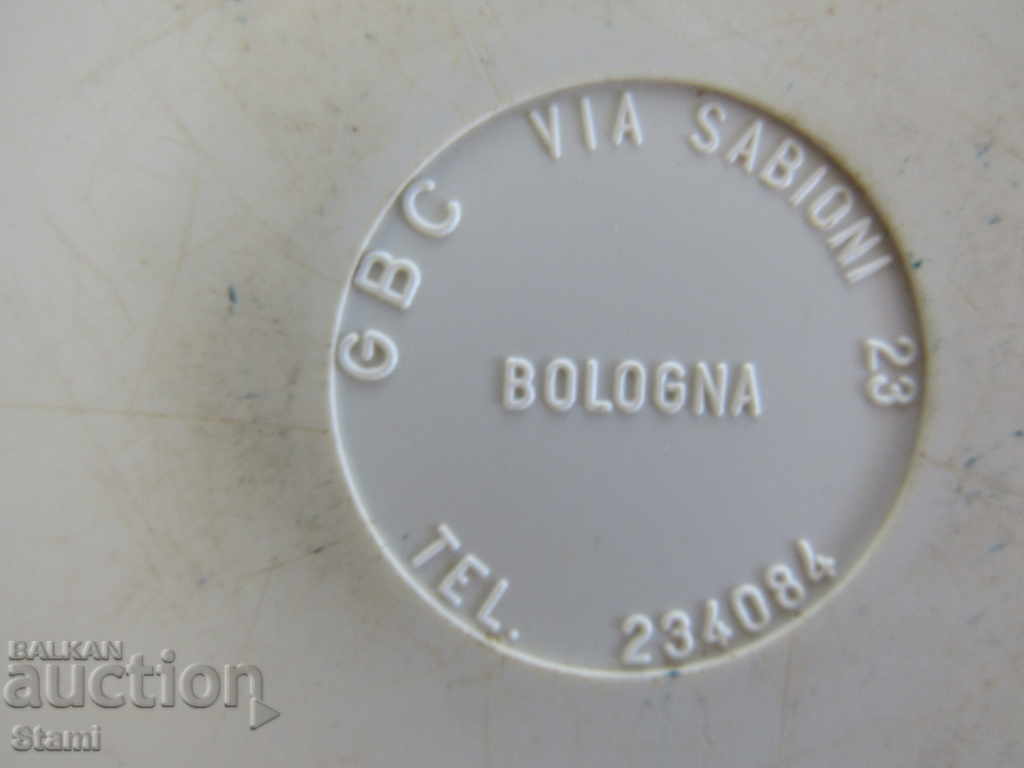 GBC VIA SABIONI 23
BOLOGNA
TEL. 234084
BALKAN
auction
Stami